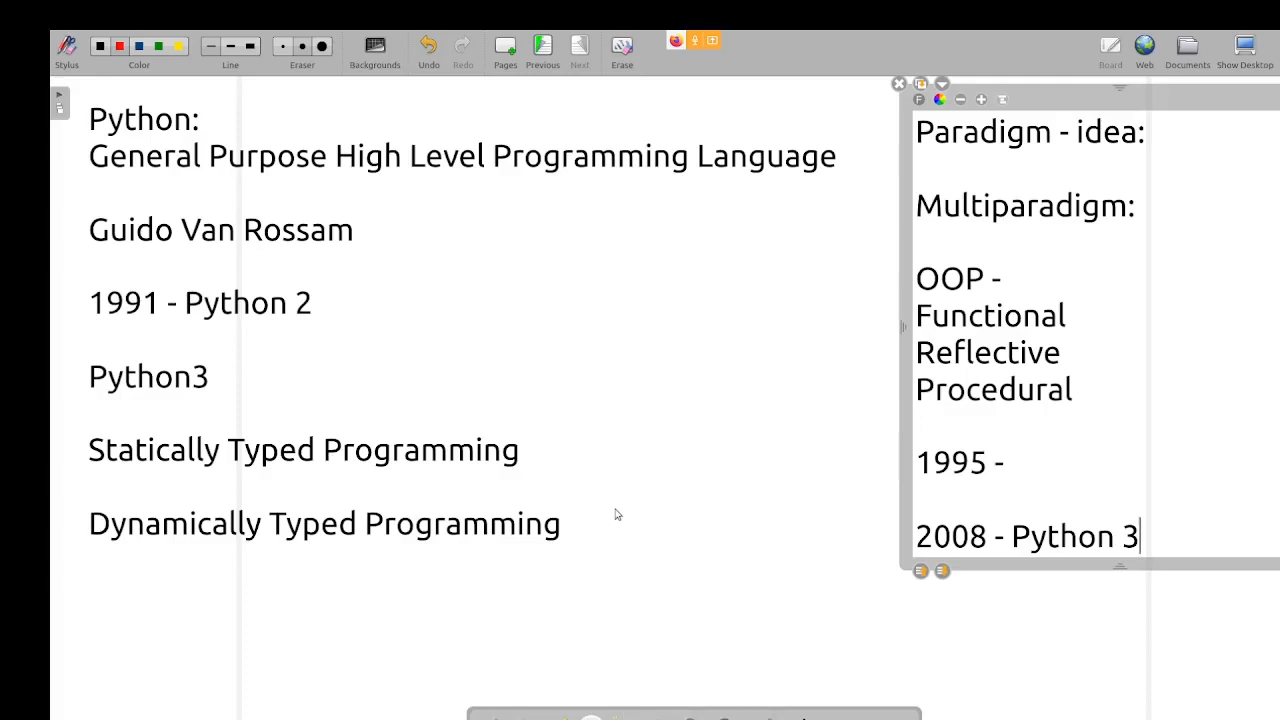 Stylus
Color
Line
Eraser
Backgrounds
Undo
Redo
Pages
Previous
Next
Erase
Board
Web
Documents
Show Desktop
Python:
General Purpose High Level Programming Language
Guido Van Rossam
1991 - Python 2
Python3
Statically Typed Programming
Dynamically Typed Programming
F
Paradigm - idea:
Multiparadigm:
OOP -
Functional
Reflective
Procedural
1995 -
2008 - Python 3